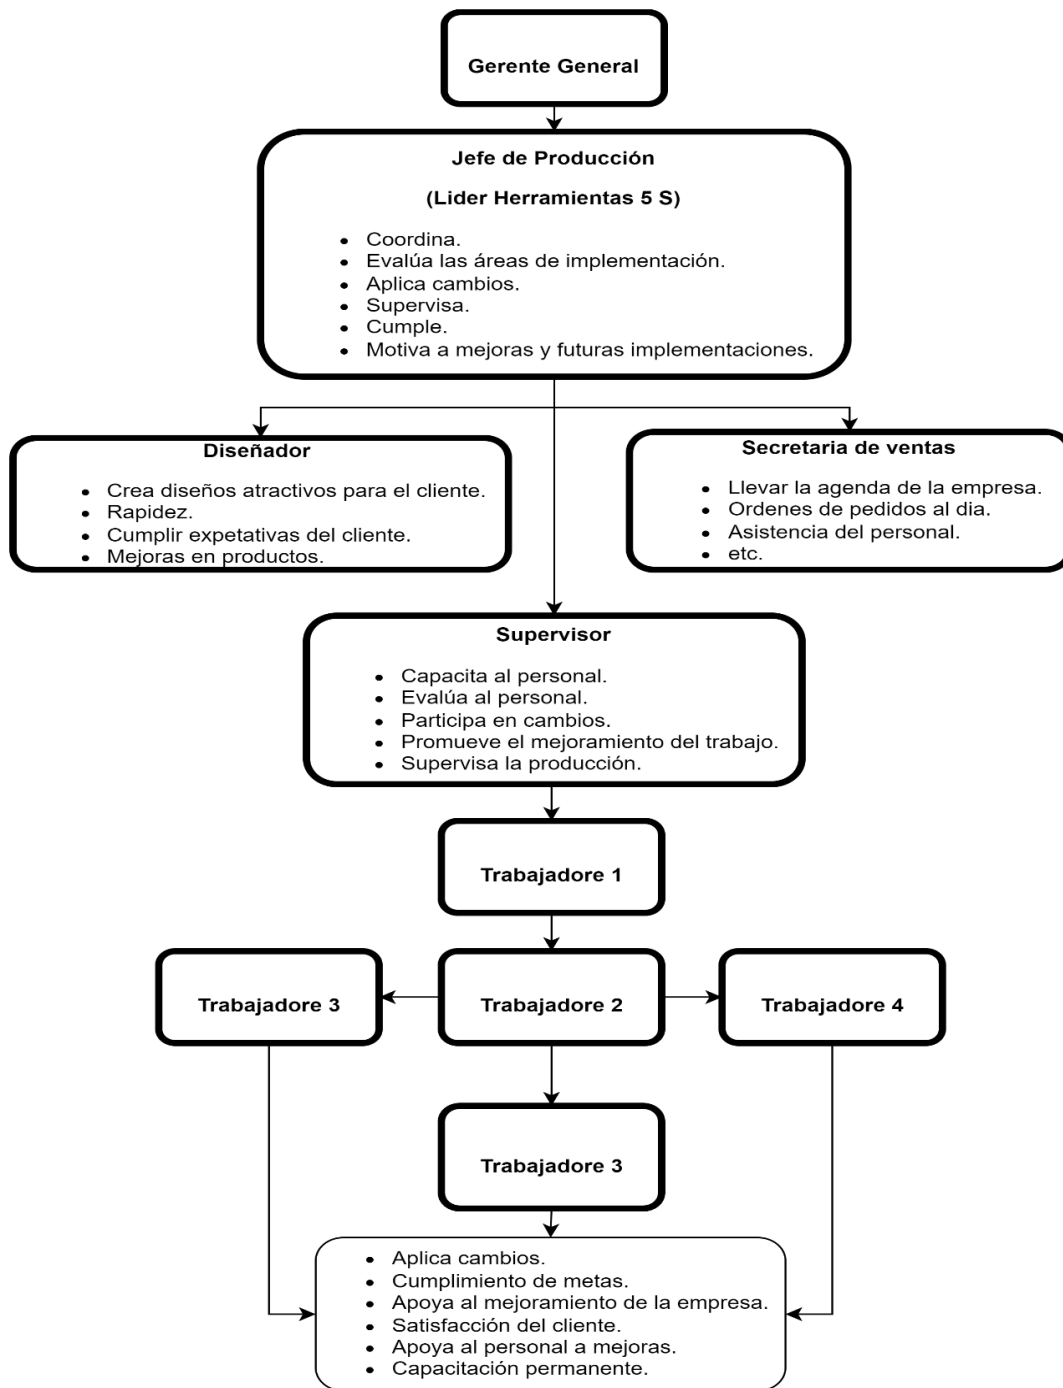 Gerente General
Jefe de Producción
(Lider Herramientas 5 S)
• Coordina.
• Evalúa las áreas de implementación.
• Aplica cambios.
• Supervisa.
• Cumple.
• Motiva a mejoras y futuras implementaciones.
Diseñador
• Crea diseños atractivos para el cliente.
• Rapidez.
• Cumplir expetativas del cliente.
• Mejoras en productos.
Secretaria de ventas
• Llevar la agenda de la empresa.
• Ordenes de pedidos al dia.
• Asistencia del personal.
• etc.
Supervisor
• Capacita al personal.
• Evalúa al personal.
• Participa en cambios.
• Promueve el mejoramiento del trabajo.
• Supervisa la producción.
Trabajadore 1
Trabajadore 3
Trabajadore 2
Trabajadore 4
Trabajadore 3
• Aplica cambios.
• Cumplimiento de metas.
• Apoya al mejoramiento de la empresa.
• Satisfacción del cliente.
• Apoya al personal a mejoras.
• Capacitación permanente.